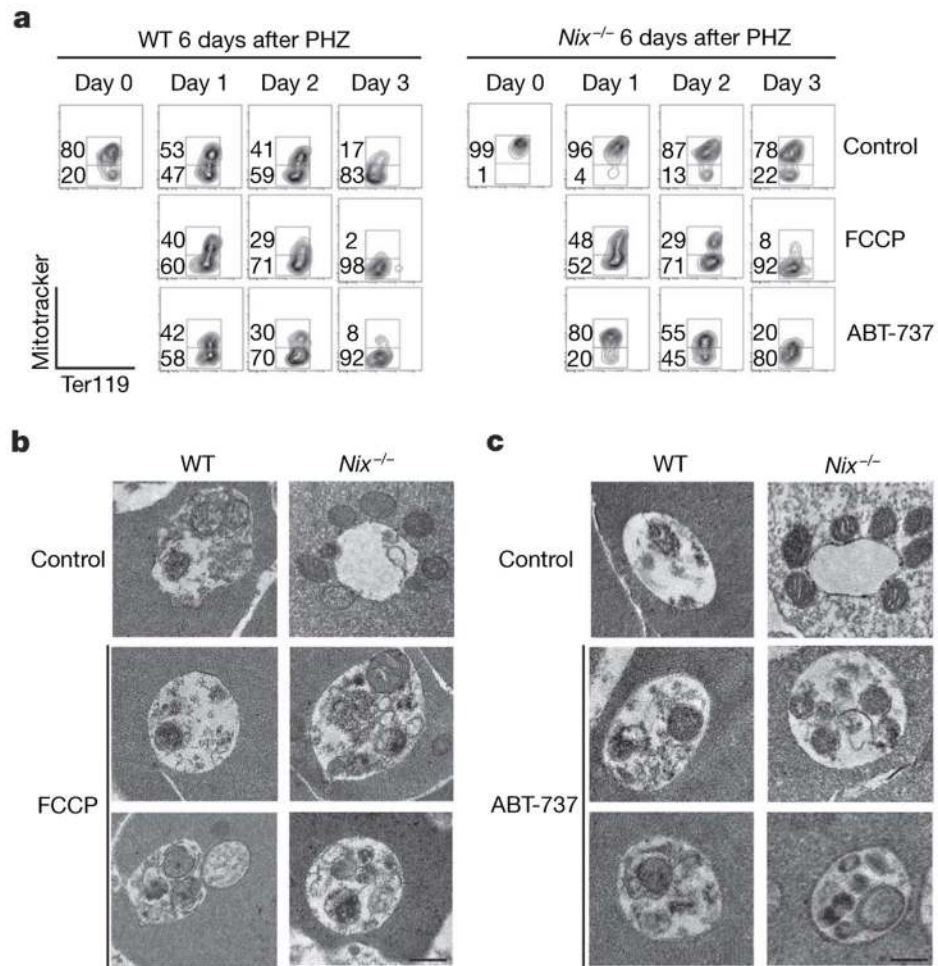 a
WT 6 days after PHZ
Nix–/– 6 days after PHZ
Day 0 Day 1 Day 2 Day 3
Day 0 Day 1 Day 2 Day 3
80 53 41 17
99 96 87 78
Control
20 47 59 83
1 4 13 22
40 29 2
48 29 8
FCCP
60 71 98
52 71 92
42 30 8
80 55 20
ABT-737
58 70 92
20 45 80
Mitotracker
Ter119
b
WT Nix–/–
Control
FCCP
c
WT Nix–/–
Control
ABT-737